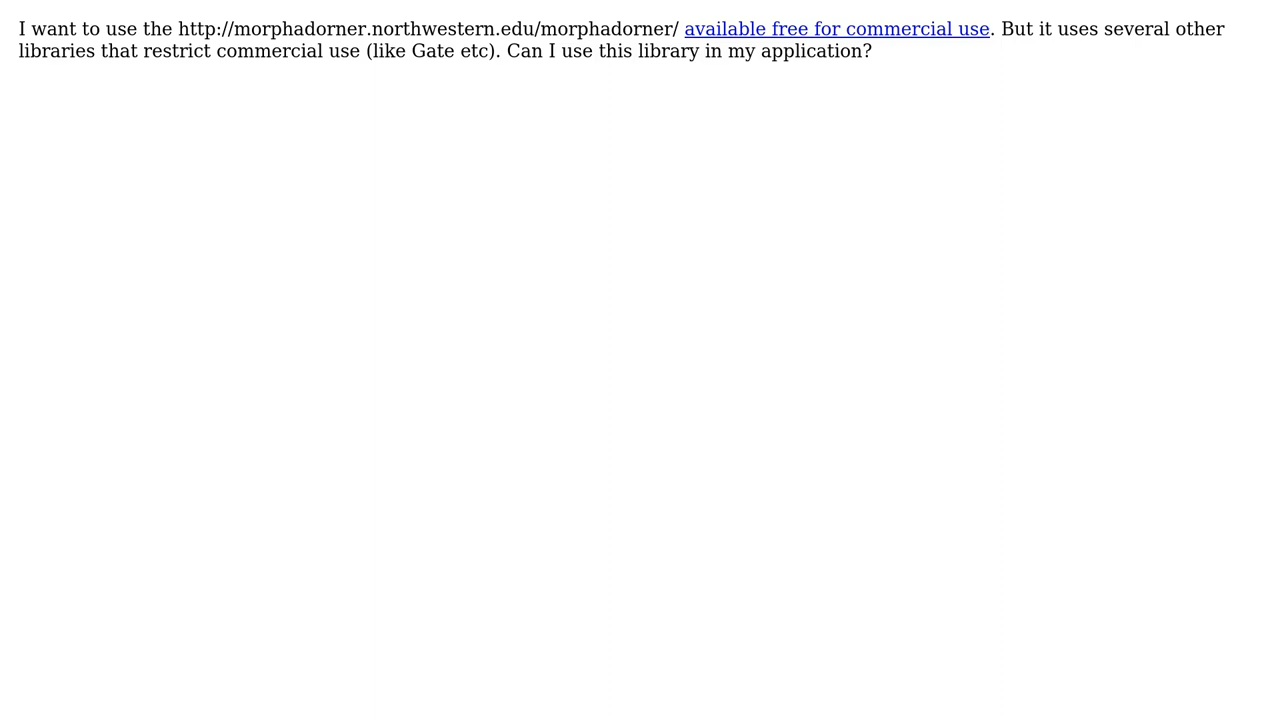 I want to use the http://morphadorner.northwestern.edu/morphadorner/ available free for commercial use. But it uses several other
libraries that restrict commercial use (like Gate etc). Can I use this library in my application?